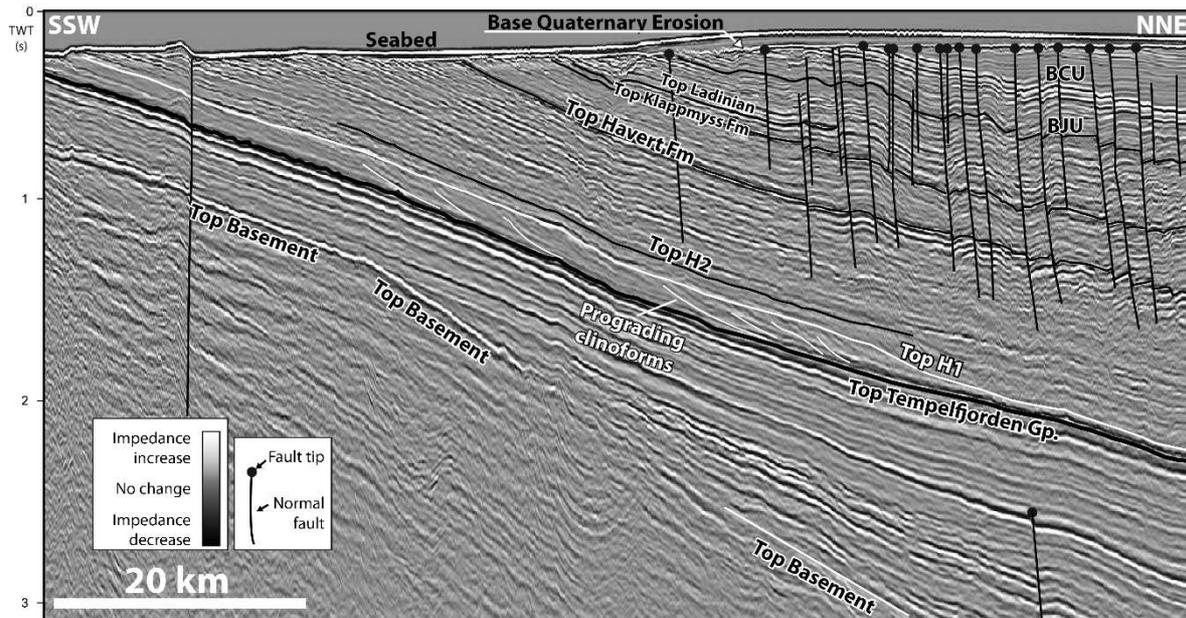 0
TWT
(s)
SSW
Seabed
Base Quaternary Erosion
NNE
BCU
BJU
Top Ladinian
Top Klappmyss Fm
Top Havert Fm
1
Top Basement
Top Basement
Top H2
Prograding
clinoforms
Top H1
Top Tempelfjorden Gp.
2
Impedance
increase
No change
Impedance
decrease
Fault tip
Normal
fault
20 km
Top Basement
3